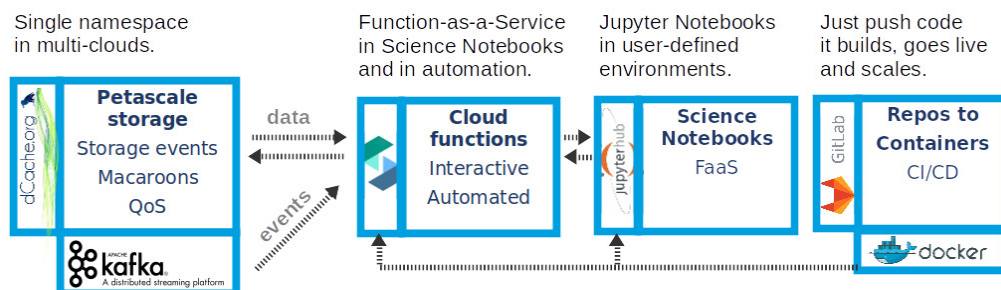 Single namespace
in multi-clouds.
Function-as-a-Service
in Science Notebooks
and in automation.
Jupyter Notebooks
in user-defined
environments.
Just push code
it builds, goes live
and scales.
dCache.org
Petascale
storage
Storage events
Macaroons
QoS
APACHE
kafka®
A distributed streaming platform
data
events
Cloud
functions
Interactive
Automated
jupyterhub
Science
Notebooks
FaaS
GitLab
Repos to
Containers
CI/CD
docker